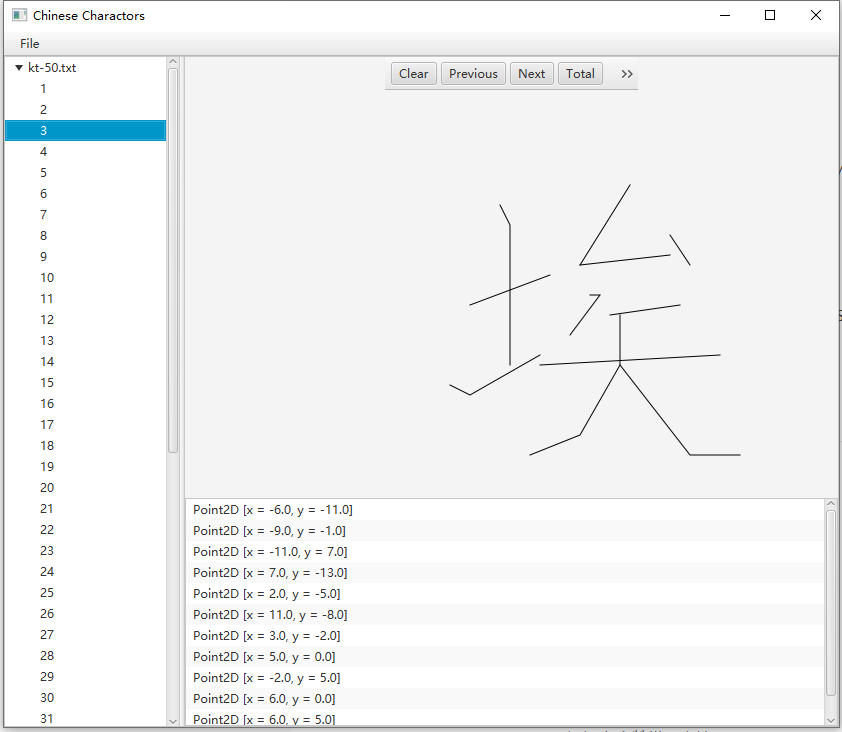 Chinese Charactors
File
kt-50.txt
1
2
3
4
5
6
7
8
9
10
11
12
13
14
15
16
17
18
19
20
21
22
23
24
25
26
27
28
29
30
31
Clear Previous Next Total >>
埃
Point2D [x = -6.0, y = -11.0]
Point2D [x = -9.0, y = -1.0]
Point2D [x = -11.0, y = 7.0]
Point2D [x = 7.0, y = -13.0]
Point2D [x = 2.0, y = -5.0]
Point2D [x = 11.0, y = -8.0]
Point2D [x = 3.0, y = -2.0]
Point2D [x = 5.0, y = 0.0]
Point2D [x = -2.0, y = 5.0]
Point2D [x = 6.0, y = 0.0]
Point2D [x = 6.0, y = 5.0]